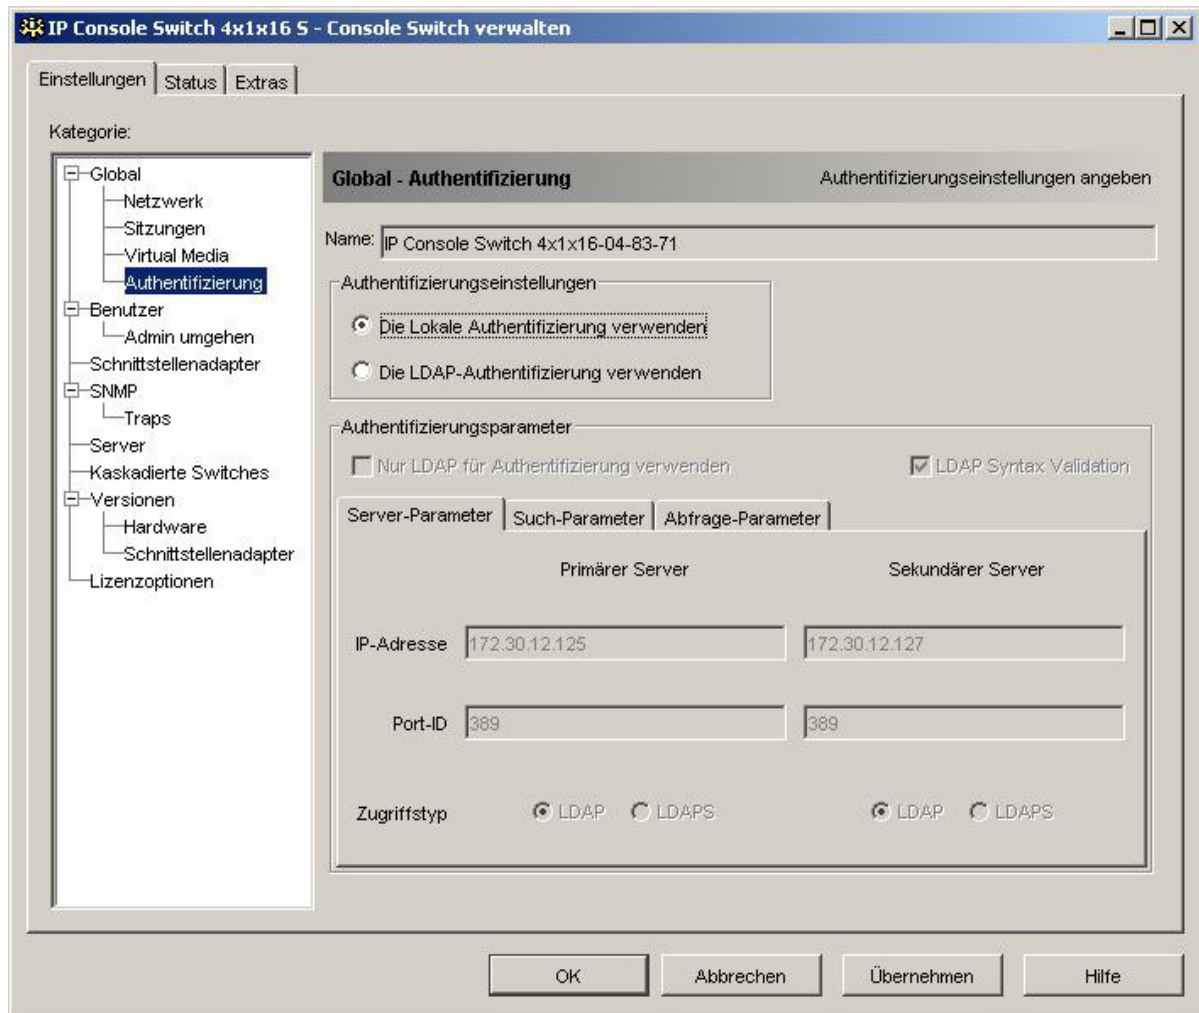 IP Console Switch 4x1x16 S - Console Switch verwalten
Einstellungen Status Extras
Kategorie:
Global
Netzwerk
Sitzungen
Virtual Media
Authentifizierung
Benutzer
Admin umgehen
Schnittstellenadapter
SNMP
Traps
Server
Kaskadierte Switches
Versionen
Hardware
Schnittstellenadapter
Lizenzoptionen
Global - Authentifizierung Authentifizierungseinstellungen angeben
Name: IP Console Switch 4x1x16-04-83-71
Authentifizierungseinstellungen
Die Lokale Authentifizierung verwenden
Die LDAP-Authentifizierung verwenden
Authentifizierungsparameter
Nur LDAP für Authentifizierung verwenden LDAP Syntax Validation
Server-Parameter Such-Parameter Abfrage-Parameter
Primärer Server Sekundärer Server
IP-Adresse 172.30.12.125 172.30.12.127
Port-ID 389 389
Zugriffstyp LDAP LDAPS LDAP LDAPS
OK Abbrechen Übernehmen Hilfe